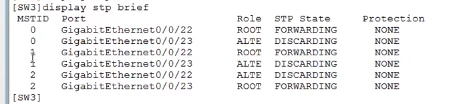 [SW3]display stp brief
MSTID Port Role STP State Protection
0 GigabitEthernet0/0/22 ROOT FORWARDING NONE
0 GigabitEthernet0/0/23 ALTE DISCARDING NONE
1 GigabitEthernet0/0/22 ROOT FORWARDING NONE
1 GigabitEthernet0/0/23 ALTE DISCARDING NONE
2 GigabitEthernet0/0/22 ALTE DISCARDING NONE
2 GigabitEthernet0/0/23 ROOT FORWARDING NONE
[SW3]